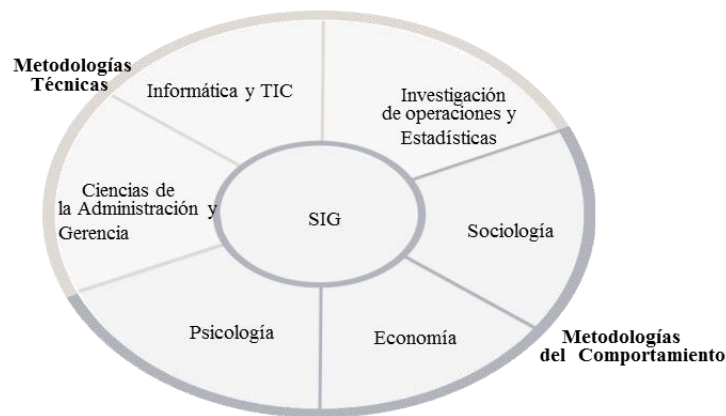 Metodologías
Técnicas
Informática y TIC
Investigación
de operaciones y
Estadísticas
Ciencias de
la Administración y
Gerencia
SIG
Sociología
Psicología
Economía
Metodologías
del Comportamiento